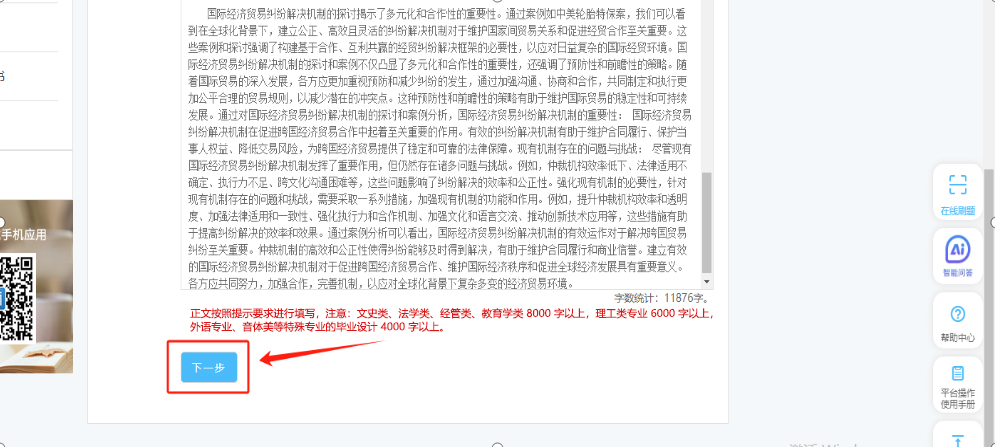 国际经济贸易纠纷解决机制的探讨揭示了多元化和合作性的重要性。通过案例如中美轮胎特保案，我们可以看
到在全球化背景下，建立公正、高效且灵活的纠纷解决机制对于维护国家间贸易关系和促进经贸合作至关重要。这
些案例和探讨强调了构建基于合作、互利共赢的经贸纠纷解决框架的必要性，以应对日益复杂的国际经贸环境。国
际经济贸易纠纷解决机制的探讨和案例不仅凸显了多元化和合作性的重要性，还强调了预防性和前瞻性的策略。随
着国际贸易的深入发展，各方应更加重视预防和减少纠纷的发生，通过加强沟通、协商和合作，共同制定和执行更
加公平合理的贸易规则，以减少潜在的冲突点。这种预防性和前瞻性的策略有助于维护国际贸易的稳定性和可持续
发展。通过对国际经济贸易纠纷解决机制的探讨和案例分析，国际经济贸易纠纷解决机制的重要性： 国际经济贸易
纠纷解决机制在促进跨国经济贸易合作中起着至关重要的作用。有效的纠纷解决机制有助于维护合同履行、保护当
事人权益、降低交易风险，为跨国经济贸易提供了稳定和可靠的法律保障。现有机制存在的问题与挑战： 尽管现有
国际经济贸易纠纷解决机制发挥了重要作用，但仍然存在诸多问题与挑战。例如，仲裁机构效率低下、法律适用不
确定、执行力不足、跨文化沟通困难等，这些问题影响了纠纷解决的效率和公正性。强化现有机制的必要性，针对
现有机制存在的问题和挑战，需要采取一系列措施，加强现有机制的功能和作用。例如，提升仲裁机构效率和透明
度、加强法律适用和一致性、强化执行力和合作机制、加强文化和语言交流、推动创新技术应用等，这些措施有助
于提高纠纷解决的效率和效果。通过案例分析可以看出，国际经济贸易纠纷解决机制的有效运作对于解决跨国贸易
纠纷至关重要。仲裁机制的高效和公正性使得纠纷能够及时得到解决，有助于维护合同履行和商业信誉。建立有效
的国际经济贸易纠纷解决机制对于促进跨国经济贸易合作、维护国际经济秩序和促进全球经济发展具有重要意义。
各方应共同努力，加强合作，完善机制，以应对全球化背景下复杂多变的经济贸易环境。
字数统计：11876字。
正文按照提示要求进行填写，注意：文史类、法学类、经管类、教育学类 8000 字以上，理工类专业 6000 字以上，
外语专业、音体美等特殊专业的毕业设计 4000 字以上。
下一步
书
手机应用
在线刷题
Ai
智能问答
帮助中心
平台操作
使用手册